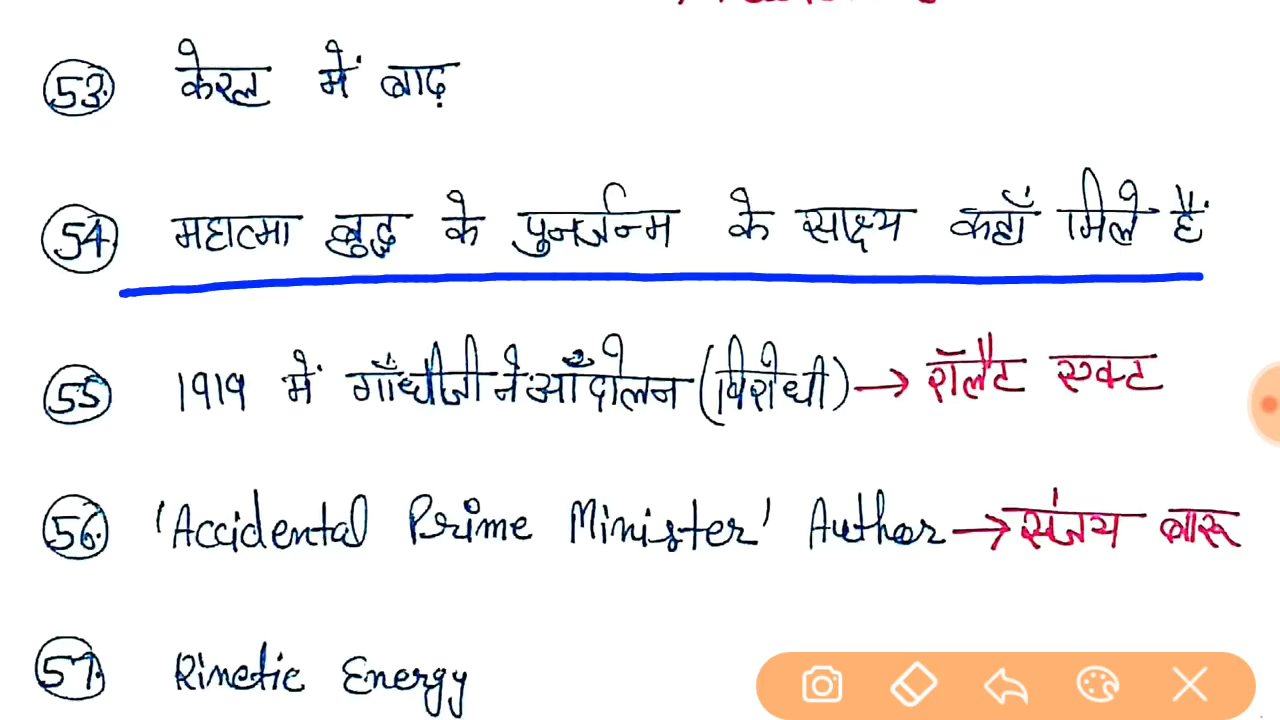 53. केरल में बाढ़
54. महात्मा बुद्ध के पुनर्जन्म के साक्ष्य कहाँ मिले हैं
55. 1919 में गाँधीजी ने आँदोलन (विरोधी) → रॉलैट एक्ट
56. 'Accidental Prime Minister' Author → संजय बारू
57. Kinetic Energy